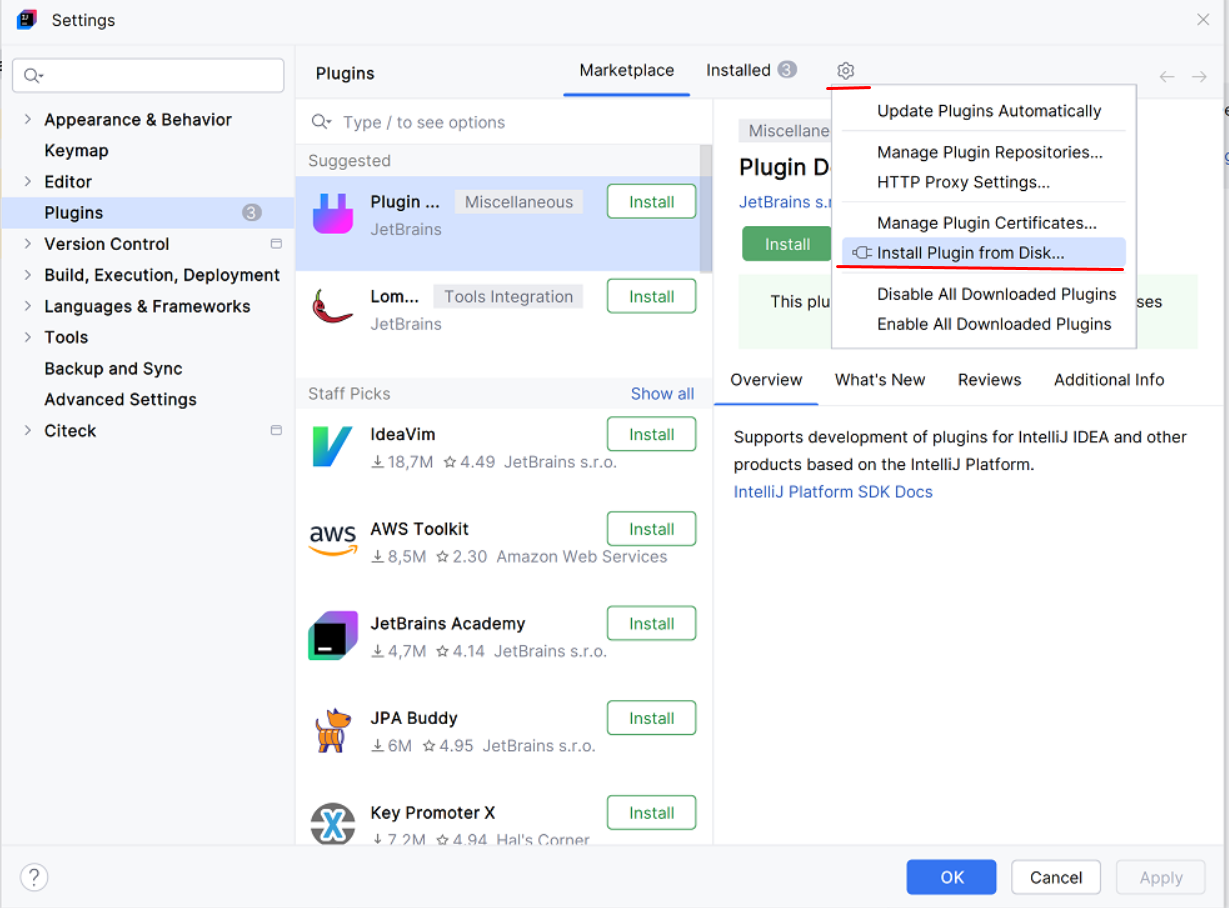 Settings
Appearance & Behavior
Keymap
Editor
Plugins 3
Version Control
Build, Execution, Deployment
Languages & Frameworks
Tools
Backup and Sync
Advanced Settings
Citeck
Plugins
Marketplace
Installed 3
Type / to see options
Suggested
Plugin ... Miscellaneous Install
JetBrains
Lom... Tools Integration Install
JetBrains
Staff Picks Show all
IdeaVim Install
18,7M 4.49 JetBrains s.r.o.
aws
AWS Toolkit Install
8,5M 2.30 Amazon Web Services
JetBrains Academy Install
4,7M 4.14 JetBrains s.r.o.
JPA Buddy Install
6M 4.95 JetBrains s.r.o.
Key Promoter X Install
7,2M 4.94 Hal's Corner
Update Plugins Automatically
Manage Plugin Repositories...
HTTP Proxy Settings...
Manage Plugin Certificates...
Install Plugin from Disk...
Disable All Downloaded Plugins
Enable All Downloaded Plugins
Miscellane
Plugin D
JetBrains s.r
Install
This plu ses
Overview What's New Reviews Additional Info
Supports development of plugins for IntelliJ IDEA and other
products based on the IntelliJ Platform.
IntelliJ Platform SDK Docs
? OK Cancel Apply